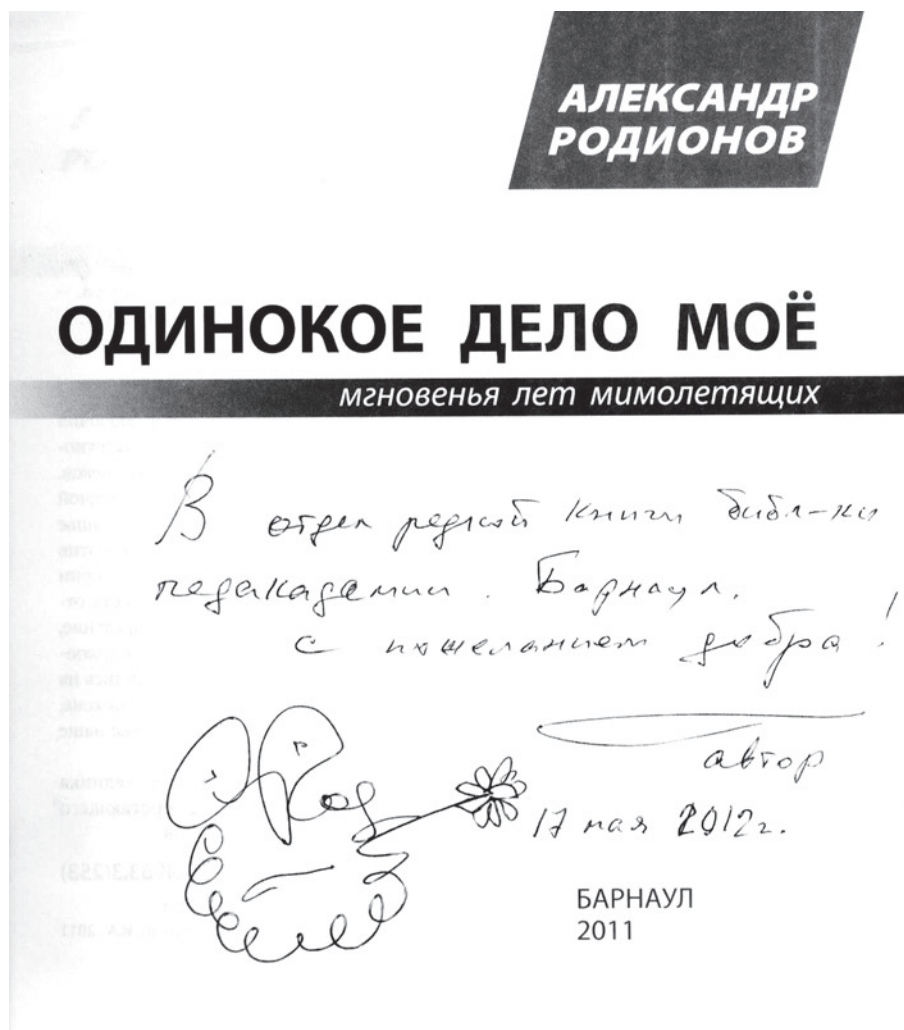 АЛЕКСАНДР
РОДИОНОВ
ОДИНОКОЕ ДЕЛО МОЁ
мгновенья лет мимолетящих
В отдел редкой книги библ-ки
педакадемии. Барнаул.
с пожеланием добра!
автор
17 мая 2012г.
БАРНАУЛ
2011